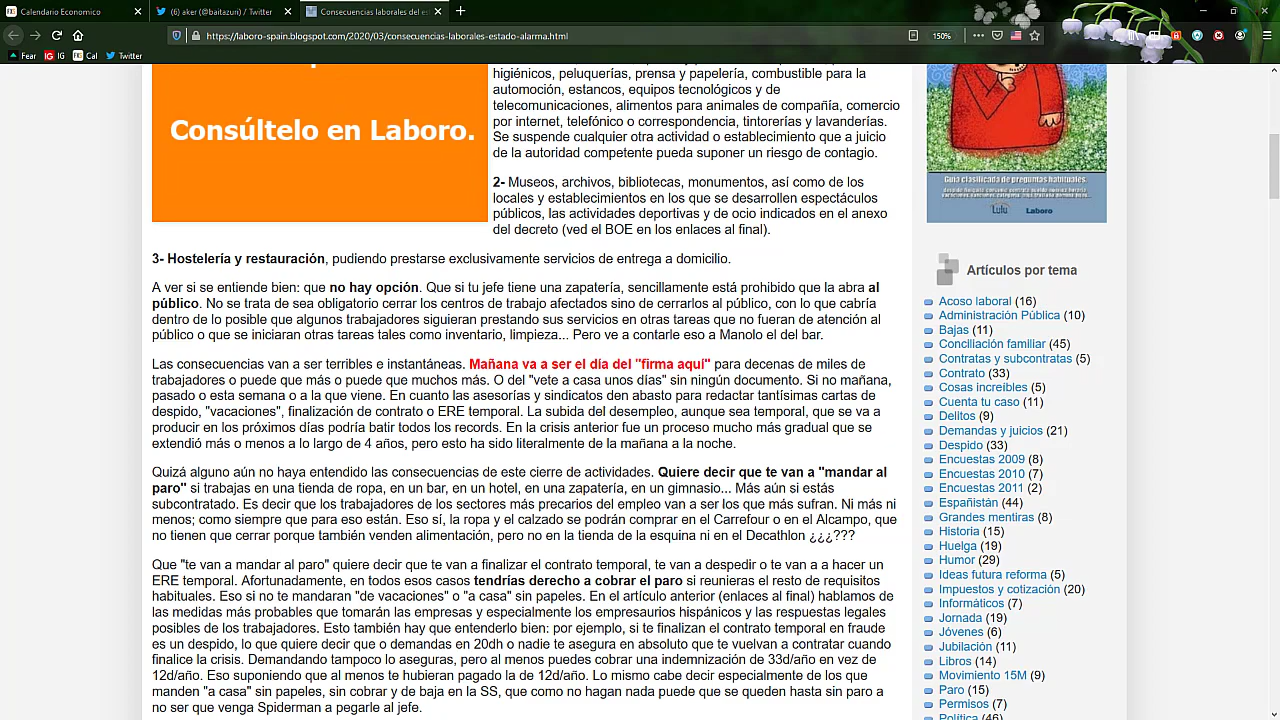 Calendario Economico
(6) aker (@baitazuri) / Twitter
Consecuencias laborales del es
https://laboro-spain.blogspot.com/2020/03/consecuencias-laborales-estado-alarma.html
150%
Fear
IG
Cal
Twitter
Consúltelo en Laboro.
higiénicos, peluquerías, prensa y papelería, combustible para la
automoción, estancos, equipos tecnológicos y de
telecomunicaciones, alimentos para animales de compañía, comercio
por internet, telefónico o correspondencia, tintorerías y lavanderías.
Se suspende cualquier otra actividad o establecimiento que a juicio
de la autoridad competente pueda suponer un riesgo de contagio.
2- Museos, archivos, bibliotecas, monumentos, así como de los
locales y establecimientos en los que se desarrollen espectáculos
públicos, las actividades deportivas y de ocio indicados en el anexo
del decreto (ved el BOE en los enlaces al final).
3- Hostelería y restauración, pudiendo prestarse exclusivamente servicios de entrega a domicilio.
A ver si se entiende bien: que no hay opción. Que si tu jefe tiene una zapatería, sencillamente está prohibido que la abra al
público. No se trata de sea obligatorio cerrar los centros de trabajo afectados sino de cerrarlos al público, con lo que cabría
dentro de lo posible que algunos trabajadores siguieran prestando sus servicios en otras tareas que no fueran de atención al
público o que se iniciaran otras tareas tales como inventario, limpieza... Pero ve a contarle eso a Manolo el del bar.
Las consecuencias van a ser terribles e instantáneas. Mañana va a ser el día del "firma aquí" para decenas de miles de
trabajadores o puede que más o puede que muchos más. O del "vete a casa unos días" sin ningún documento. Si no mañana,
pasado o esta semana o a la que viene. En cuanto las asesorías y sindicatos den abasto para redactar tantísimas cartas de
despido, "vacaciones", finalización de contrato o ERE temporal. La subida del desempleo, aunque sea temporal, que se va a
producir en los próximos días podría batir todos los records. En la crisis anterior fue un proceso mucho más gradual que se
extendió más o menos a lo largo de 4 años, pero esto ha sido literalmente de la mañana a la noche.
Quizá alguno aún no haya entendido las consecuencias de este cierre de actividades. Quiere decir que te van a "mandar al
paro" si trabajas en una tienda de ropa, en un bar, en un hotel, en una zapatería, en un gimnasio... Más aún si estás
subcontratado. Es decir que los trabajadores de los sectores más precarios del empleo van a ser los que más sufran. Ni más ni
menos; como siempre que para eso están. Eso sí, la ropa y el calzado se podrán comprar en el Carrefour o en el Alcampo, que
no tienen que cerrar porque también venden alimentación, pero no en la tienda de la esquina ni en el Decathlon ¿¿¿???
Que "te van a mandar al paro" quiere decir que te van a finalizar el contrato temporal, te van a despedir o te van a a hacer un
ERE temporal. Afortunadamente, en todos esos casos tendrías derecho a cobrar el paro si reunieras el resto de requisitos
habituales. Eso si no te mandaran "de vacaciones" o "a casa" sin papeles. En el artículo anterior (enlaces al final) hablamos de
las medidas más probables que tomarán las empresas y especialmente los empresaurios hispánicos y las respuestas legales
posibles de los trabajadores. Esto también hay que entenderlo bien: por ejemplo, si te finalizan el contrato temporal en fraude
es un despido, lo que quiere decir que o demandas en 20dh o nadie te asegura en absoluto que te vuelvan a contratar cuando
finalice la crisis. Demandando tampoco lo aseguras, pero al menos puedes cobrar una indemnización de 33d/año en vez de
12d/año. Eso suponiendo que al menos te hubieran pagado la de 12d/año. Lo mismo cabe decir especialmente de los que
manden "a casa" sin papeles, sin cobrar y de baja en la SS, que como no hagan nada puede que se queden hasta sin paro a
no ser que venga Spiderman a pegarle al jefe.
Guía clasificada de preguntas habituales.
Lulu
Laboro
Artículos por tema
Acoso laboral (16)
Administración Pública (10)
Bajas (11)
Conciliación familiar (45)
Contratas y subcontratas (5)
Contrato (33)
Cosas increíbles (5)
Cuenta tu caso (11)
Delitos (9)
Demandas y juicios (21)
Despido (33)
Encuestas 2009 (8)
Encuestas 2010 (7)
Encuestas 2011 (2)
Españistán (44)
Grandes mentiras (8)
Historia (15)
Huelga (19)
Humor (29)
Ideas futura reforma (5)
Impuestos y cotización (20)
Informáticos (7)
Jornada (19)
Jóvenes (6)
Jubilación (11)
Libros (14)
Movimiento 15M (9)
Paro (15)
Permisos (7)
Política (46)